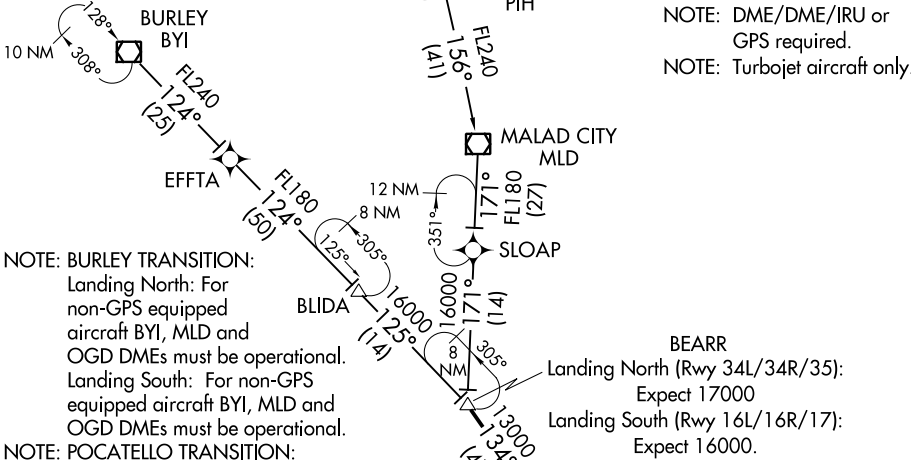 128°
BURLEY
BYI
10 NM
308°
FL240
124°
(25)
EFFTA
FL180
124°
(50)
8 NM
305°
125°
BLIDA
16000
125°
(14)
PIH
FL240
156°
(41)
MALAD CITY
MLD
12 NM
171°
FL180
(27)
351°
SLOAP
16000
171°
(14)
8
NM
305°
13000
134°
NOTE: DME/DME/IRU or
GPS required.
NOTE: Turbojet aircraft only.
NOTE: BURLEY TRANSITION:
Landing North: For
non-GPS equipped
aircraft BYI, MLD and
OGD DMEs must be operational.
Landing South: For non-GPS
equipped aircraft BYI, MLD and
OGD DMEs must be operational.
NOTE: POCATELLO TRANSITION:
BEARR
Landing North (Rwy 34L/34R/35):
Expect 17000
Landing South (Rwy 16L/16R/17):
Expect 16000.